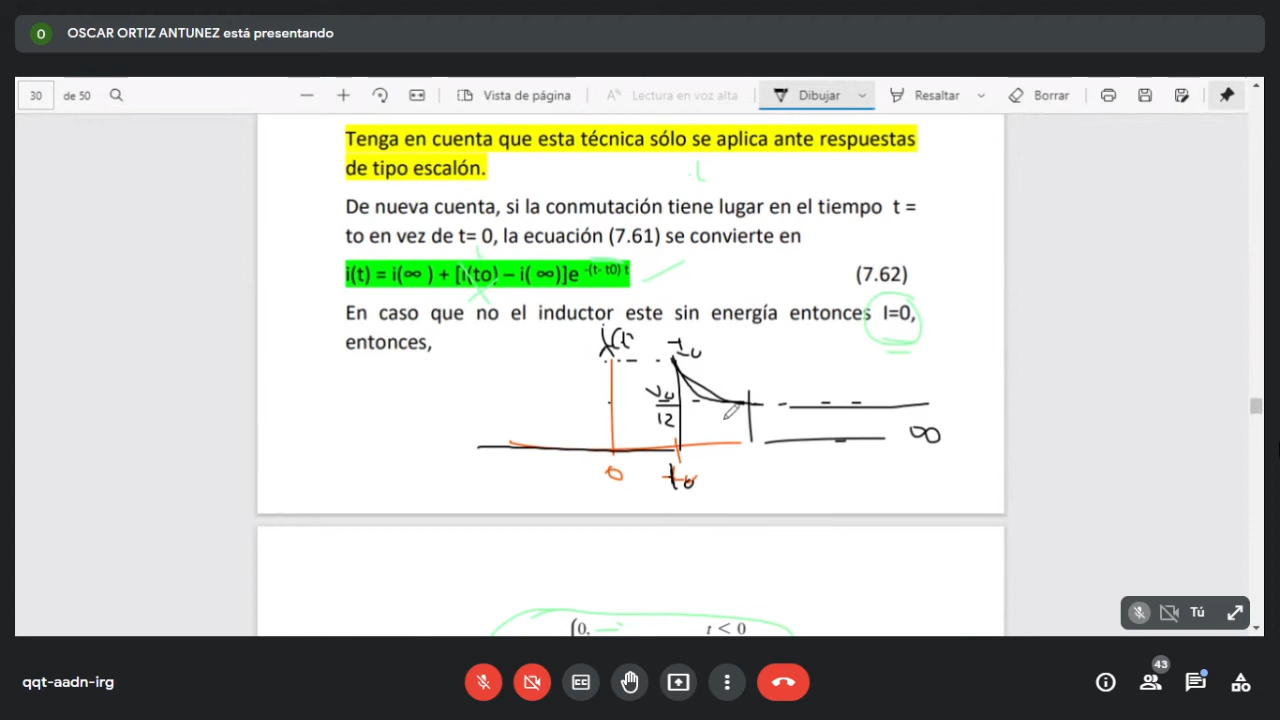 O OSCAR ORTIZ ANTUNEZ está presentando
30 de 50 Vista de página Lectura en voz alta Dibujar Resaltar Borrar
Tenga en cuenta que esta técnica sólo se aplica ante respuestas
de tipo escalón.
De nueva cuenta, si la conmutación tiene lugar en el tiempo t =
to en vez de t= 0, la ecuación (7.61) se convierte en
i(t) = i(∞ ) + [i(to) – i( ∞)]e -(t- t0) t (7.62)
En caso que no el inductor este sin energía entonces I=0,
entonces,
i(t
12
∞
0 to
(0, t < 0
Tú
qqt-aadn-irg
43